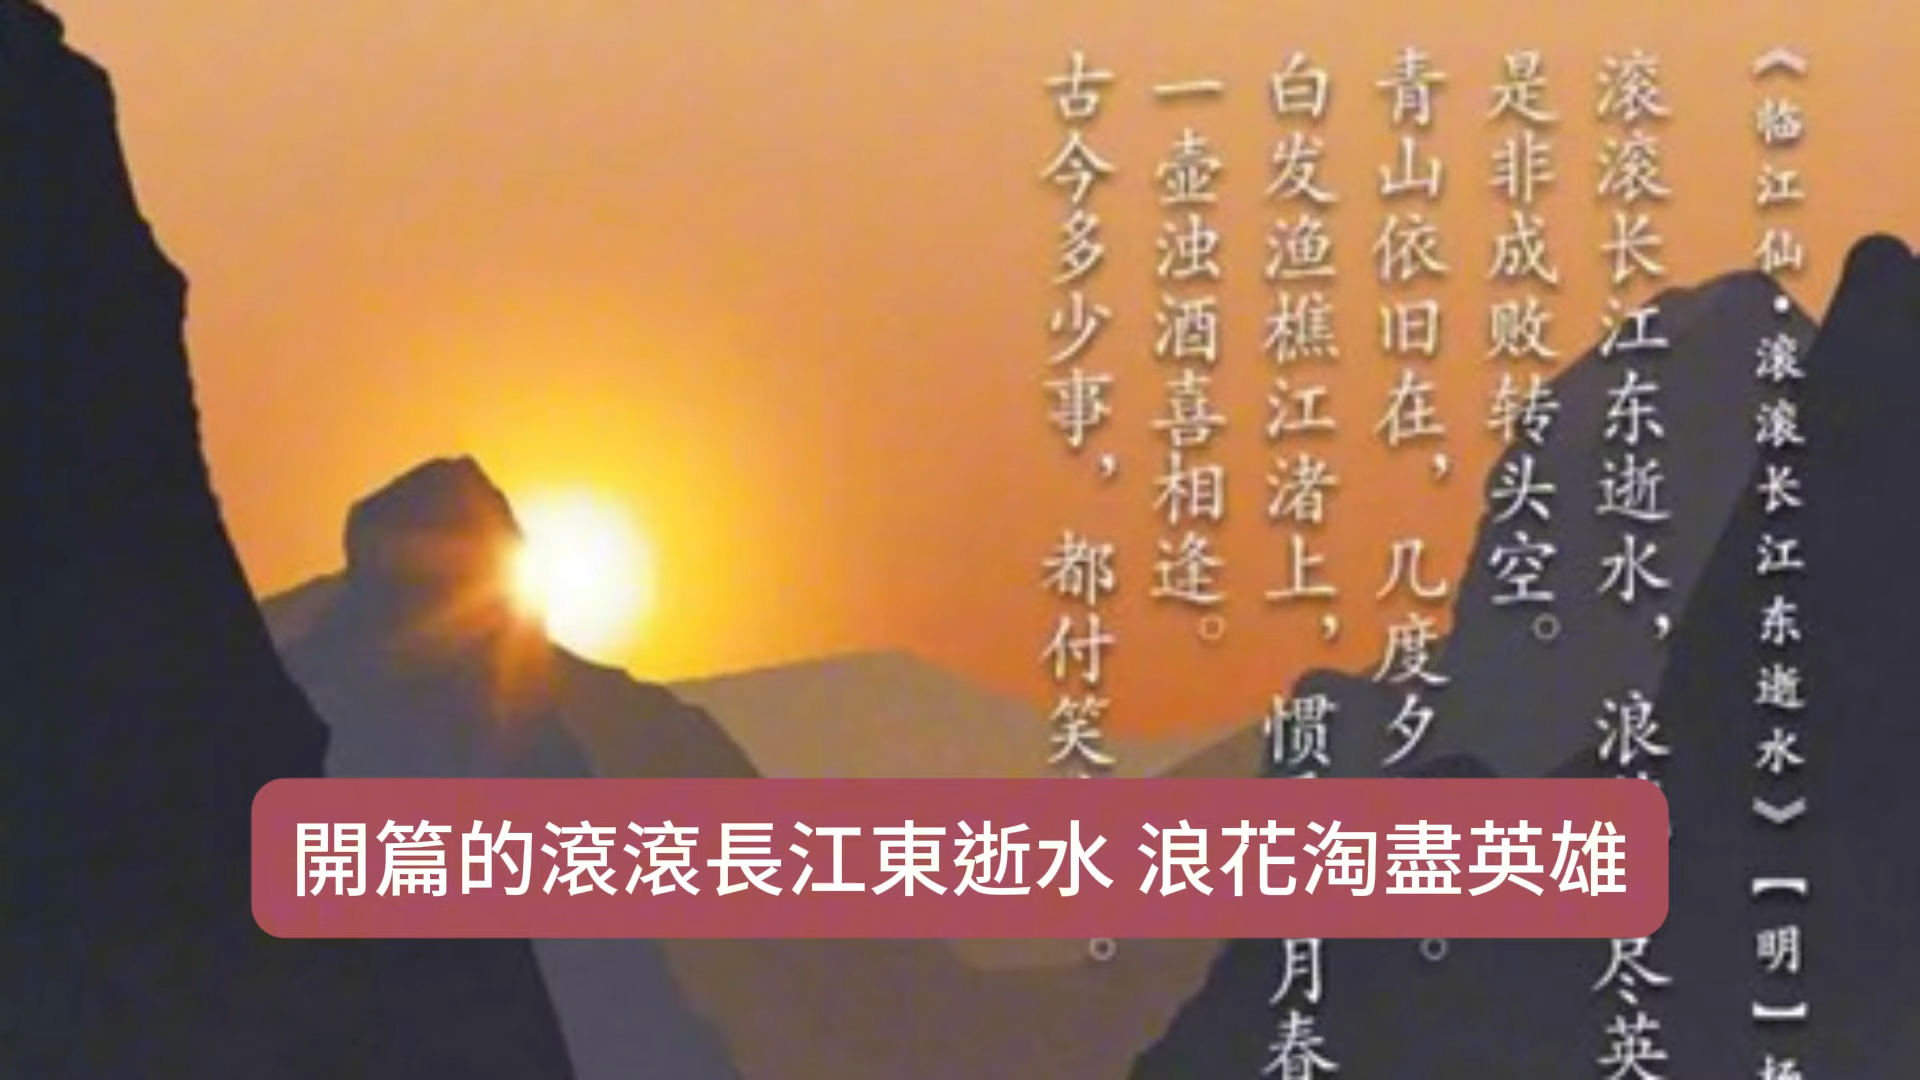 《临江仙·滚滚长江东逝水》【明】
滚滚长江东逝水，浪尽英
是非成败转头空。
青山依旧在，几度夕。
白发渔樵江渚上，惯月春
一壶浊酒喜相逢。
古今多少事，都付笑。
開篇的滾滾長江東逝水 浪花淘盡英雄